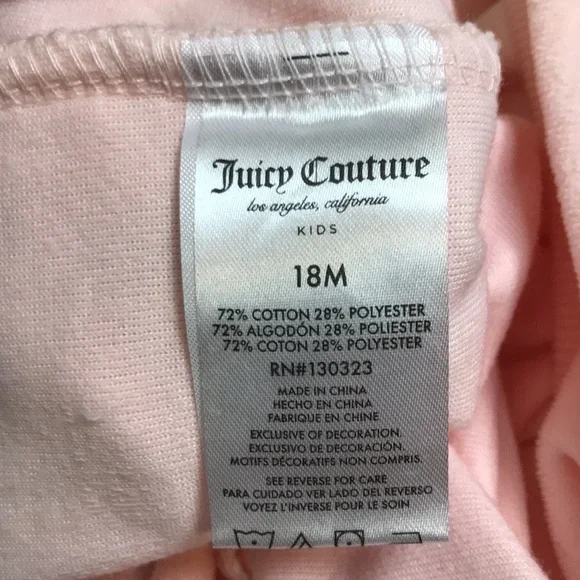 Juicy Couture
los angeles, california
KIDS
18M
72% COTTON 28% POLYESTER
72% ALGODÓN 28% POLIESTER
72% COTON 28% POLYESTER
RN#130323
MADE IN CHINA
HECHO EN CHINA
FABRIQUE EN CHINE
EXCLUSIVE OF DECORATION.
EXCLUSIVO DE DECORACIÓN.
MOTIFS DÉCORATIFS NON COMPRIS.
SEE REVERSE FOR CARE
PARA CUIDADO VER LADO DEL REVERSO
VOYEZ L'INVERSE POUR LE SOIN